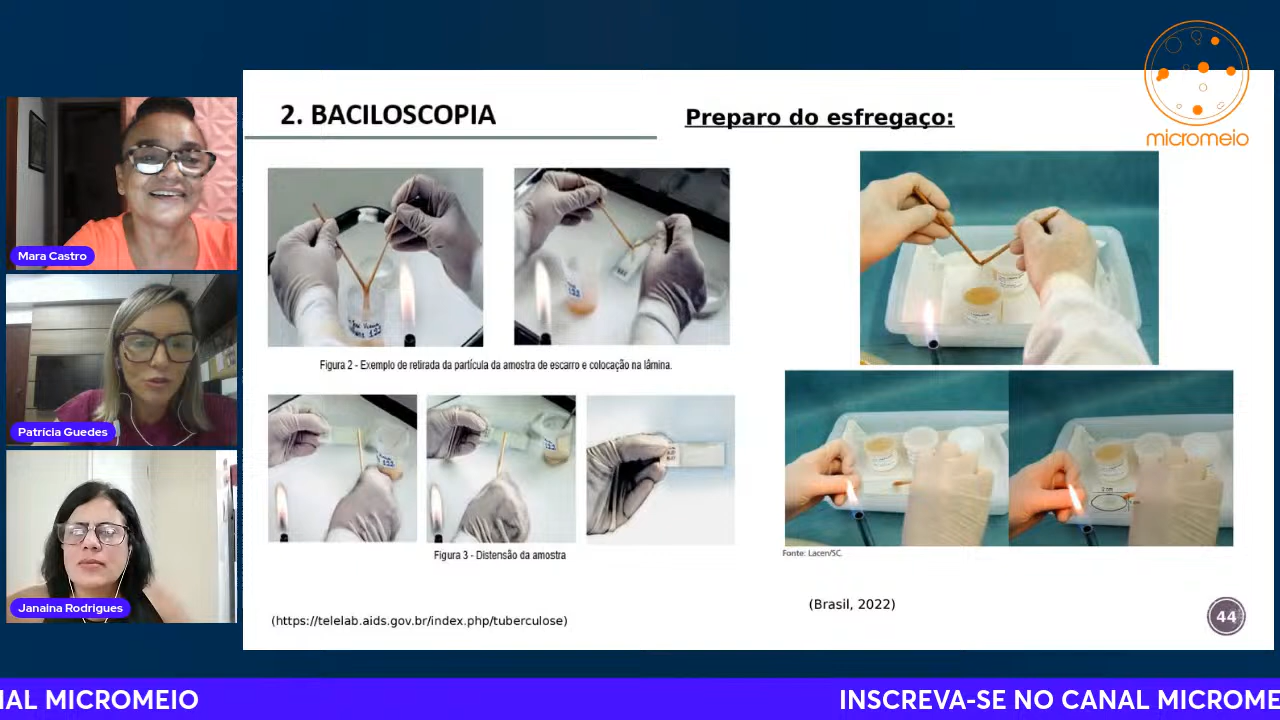 micromeio
2. BACILOSCOPIA
Preparo do esfregaço:
Mara Castro
Patrícia Guedes
Janaina Rodrigues
Figura 2 - Exemplo de retirada da partícula da amostra de escarro e colocação na lâmina.
Figura 3 - Distensão da amostra
Fonte: Lacen/SC.
(https://telelab.aids.gov.br/index.php/tuberculose)
(Brasil, 2022)
44
NAL MICROMEIO
INSCREVA-SE NO CANAL MICROME